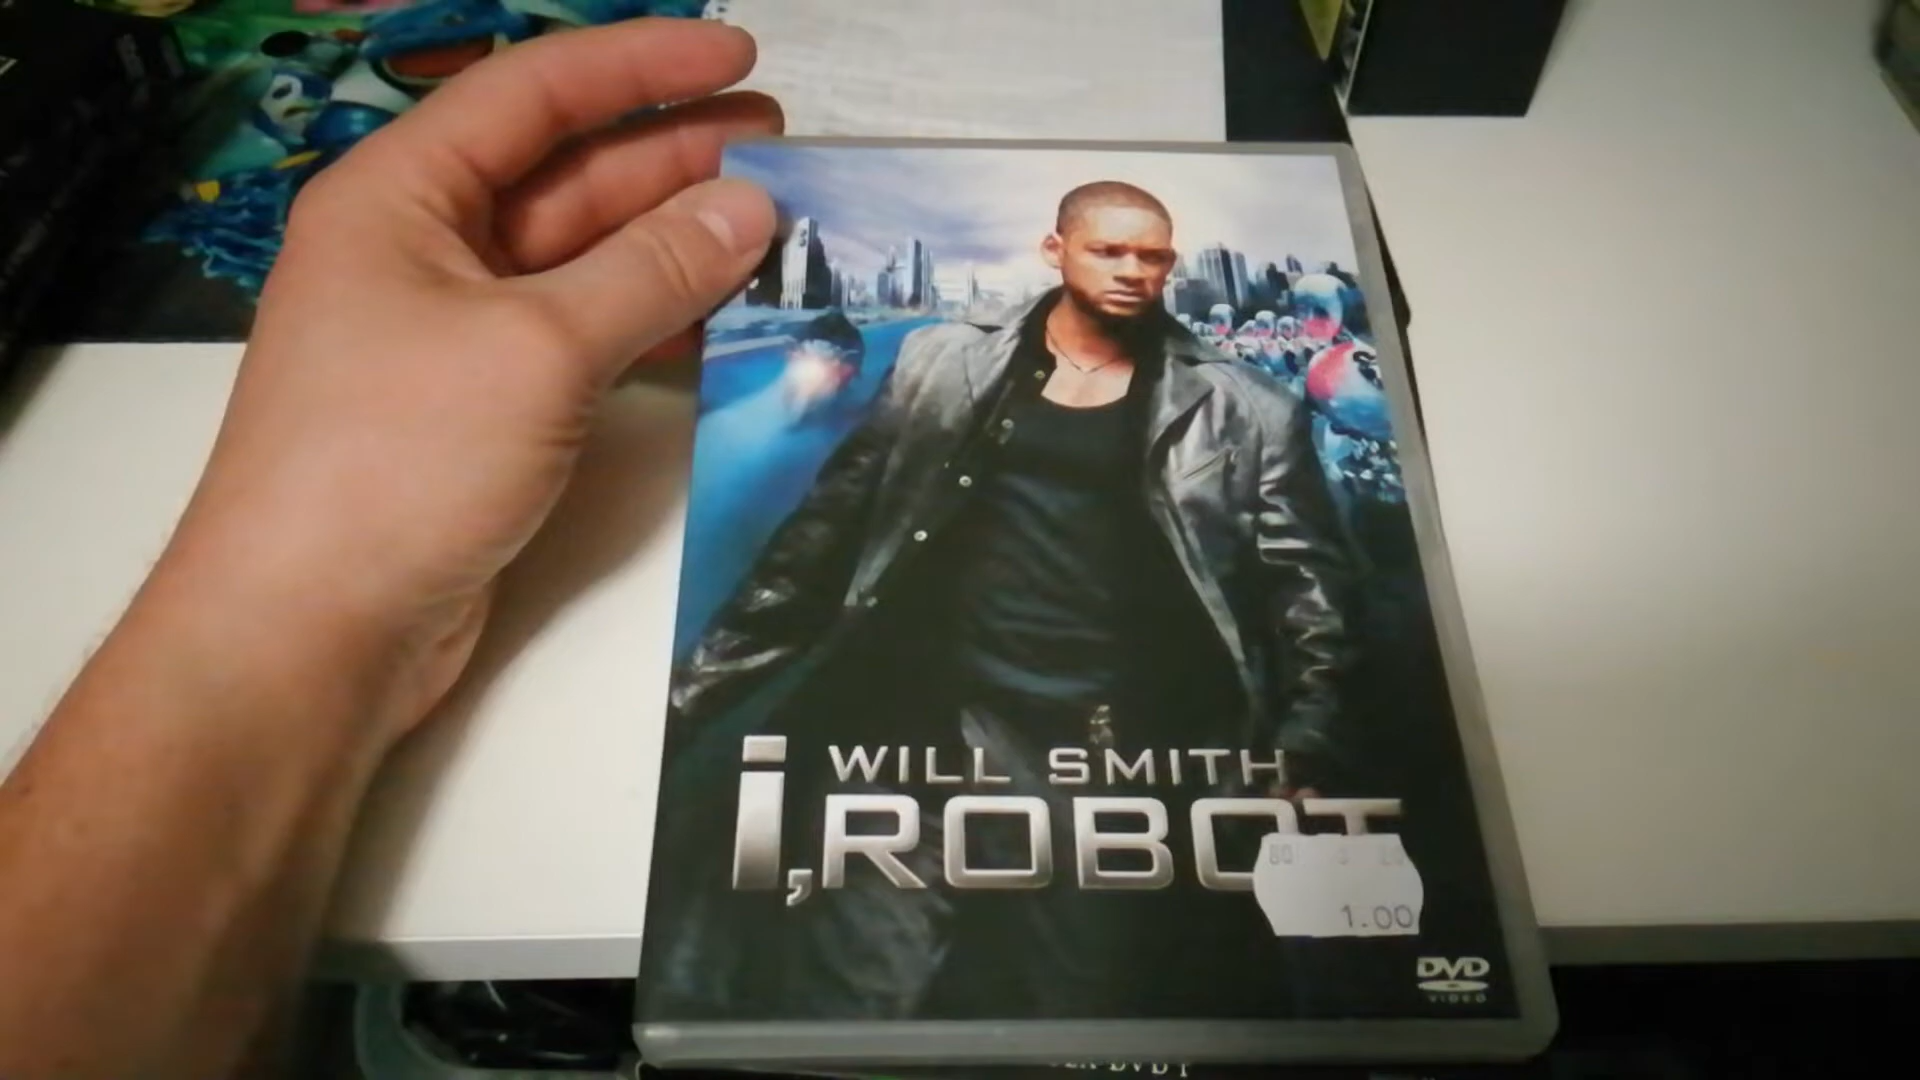 WILL SMITH
i, ROBOT
1.00
DVD
VIDEO